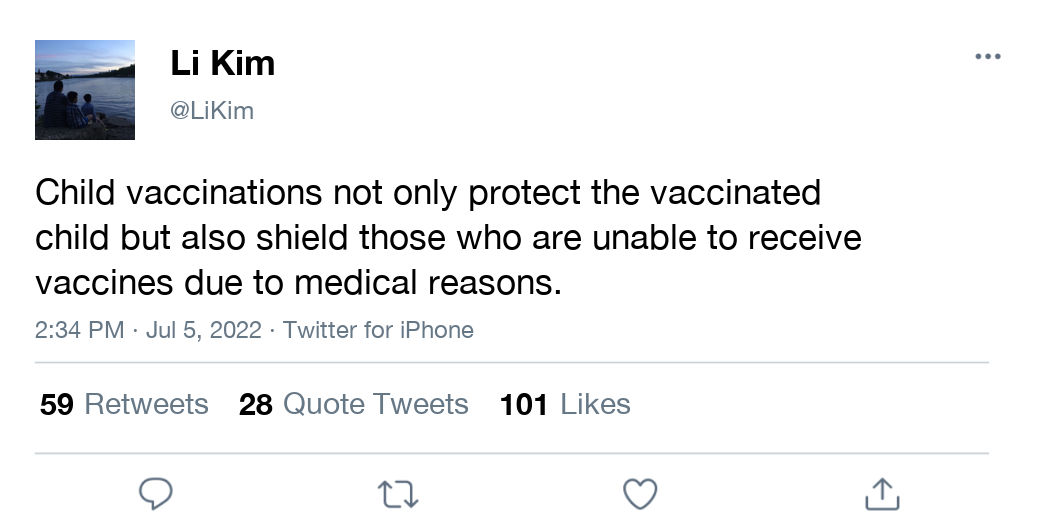 Li Kim
@LiKim
Child vaccinations not only protect the vaccinated
child but also shield those who are unable to receive
vaccines due to medical reasons.
2:34 PM · Jul 5, 2022 · Twitter for iPhone
59 Retweets 28 Quote Tweets 101 Likes